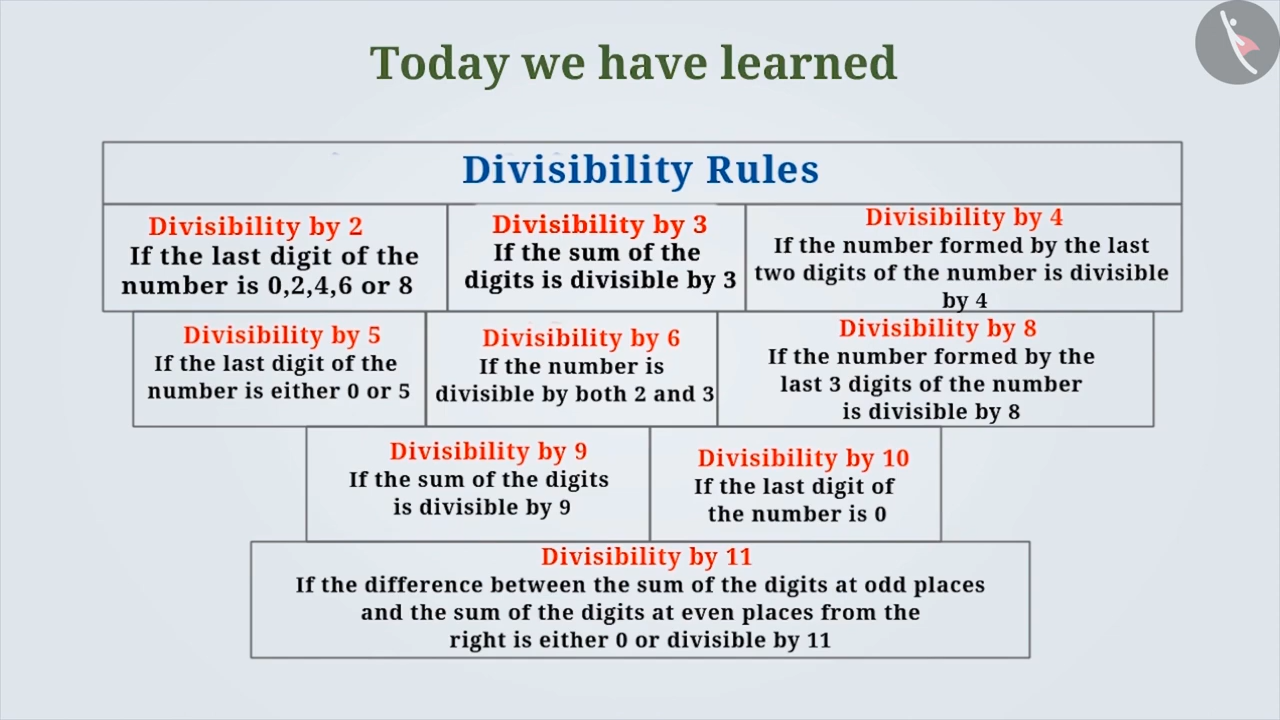 Today we have learned
Divisibility Rules
Divisibility by 2
If the last digit of the
number is 0,2,4,6 or 8
Divisibility by 3
If the sum of the
digits is divisible by 3
Divisibility by 4
If the number formed by the last
two digits of the number is divisible
by 4
Divisibility by 5
If the last digit of the
number is either 0 or 5
Divisibility by 6
If the number is
divisible by both 2 and 3
Divisibility by 8
If the number formed by the
last 3 digits of the number
is divisible by 8
Divisibility by 9
If the sum of the digits
is divisible by 9
Divisibility by 10
If the last digit of
the number is 0
Divisibility by 11
If the difference between the sum of the digits at odd places
and the sum of the digits at even places from the
right is either 0 or divisible by 11